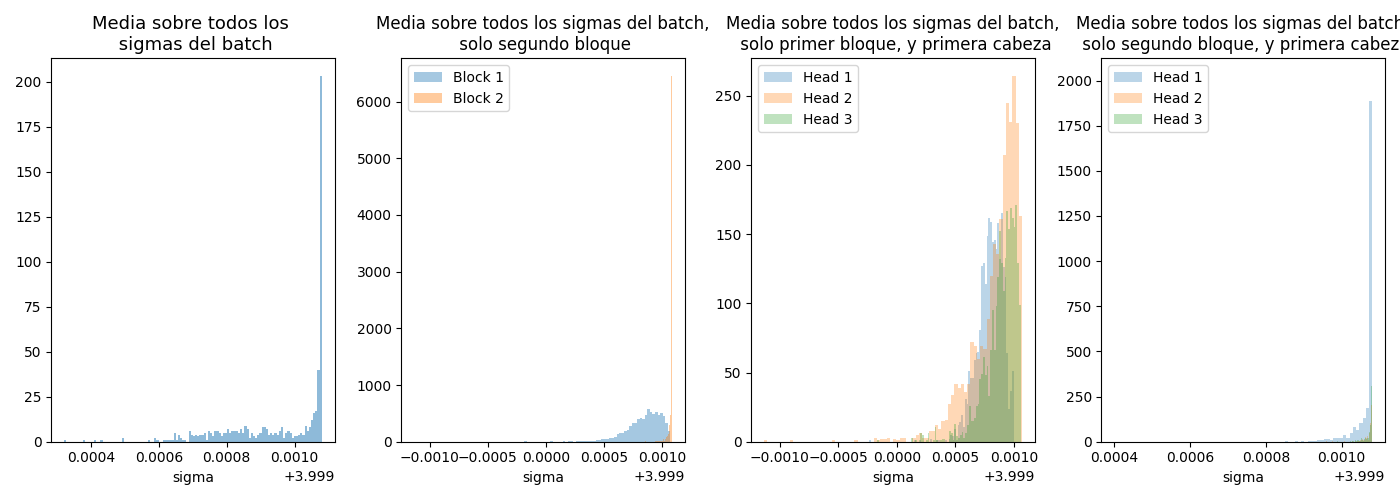 Media sobre todos los
sigmas del batch
200
175
150
125
100
75
50
25
0
0.0004
0.0006
0.0008
0.0010
+3.999
sigma
Media sobre todos los sigmas del batch,
solo segundo bloque
Block 1
Block 2
6000
5000
4000
3000
2000
1000
0
−0.0010
−0.0005
0.0000
0.0005
0.0010
+3.999
sigma
Media sobre todos los sigmas del batch,
solo primer bloque, y primera cabeza
Head 1
Head 2
Head 3
250
200
150
100
50
0
−0.0010
−0.0005
0.0000
0.0005
0.0010
+3.999
sigma
Media sobre todos los sigmas del batch
solo segundo bloque, y primera cabez
Head 1
Head 2
Head 3
2000
1750
1500
1250
1000
750
500
250
0
0.0004
0.0006
0.0008
0.0010
+3.999
sigma